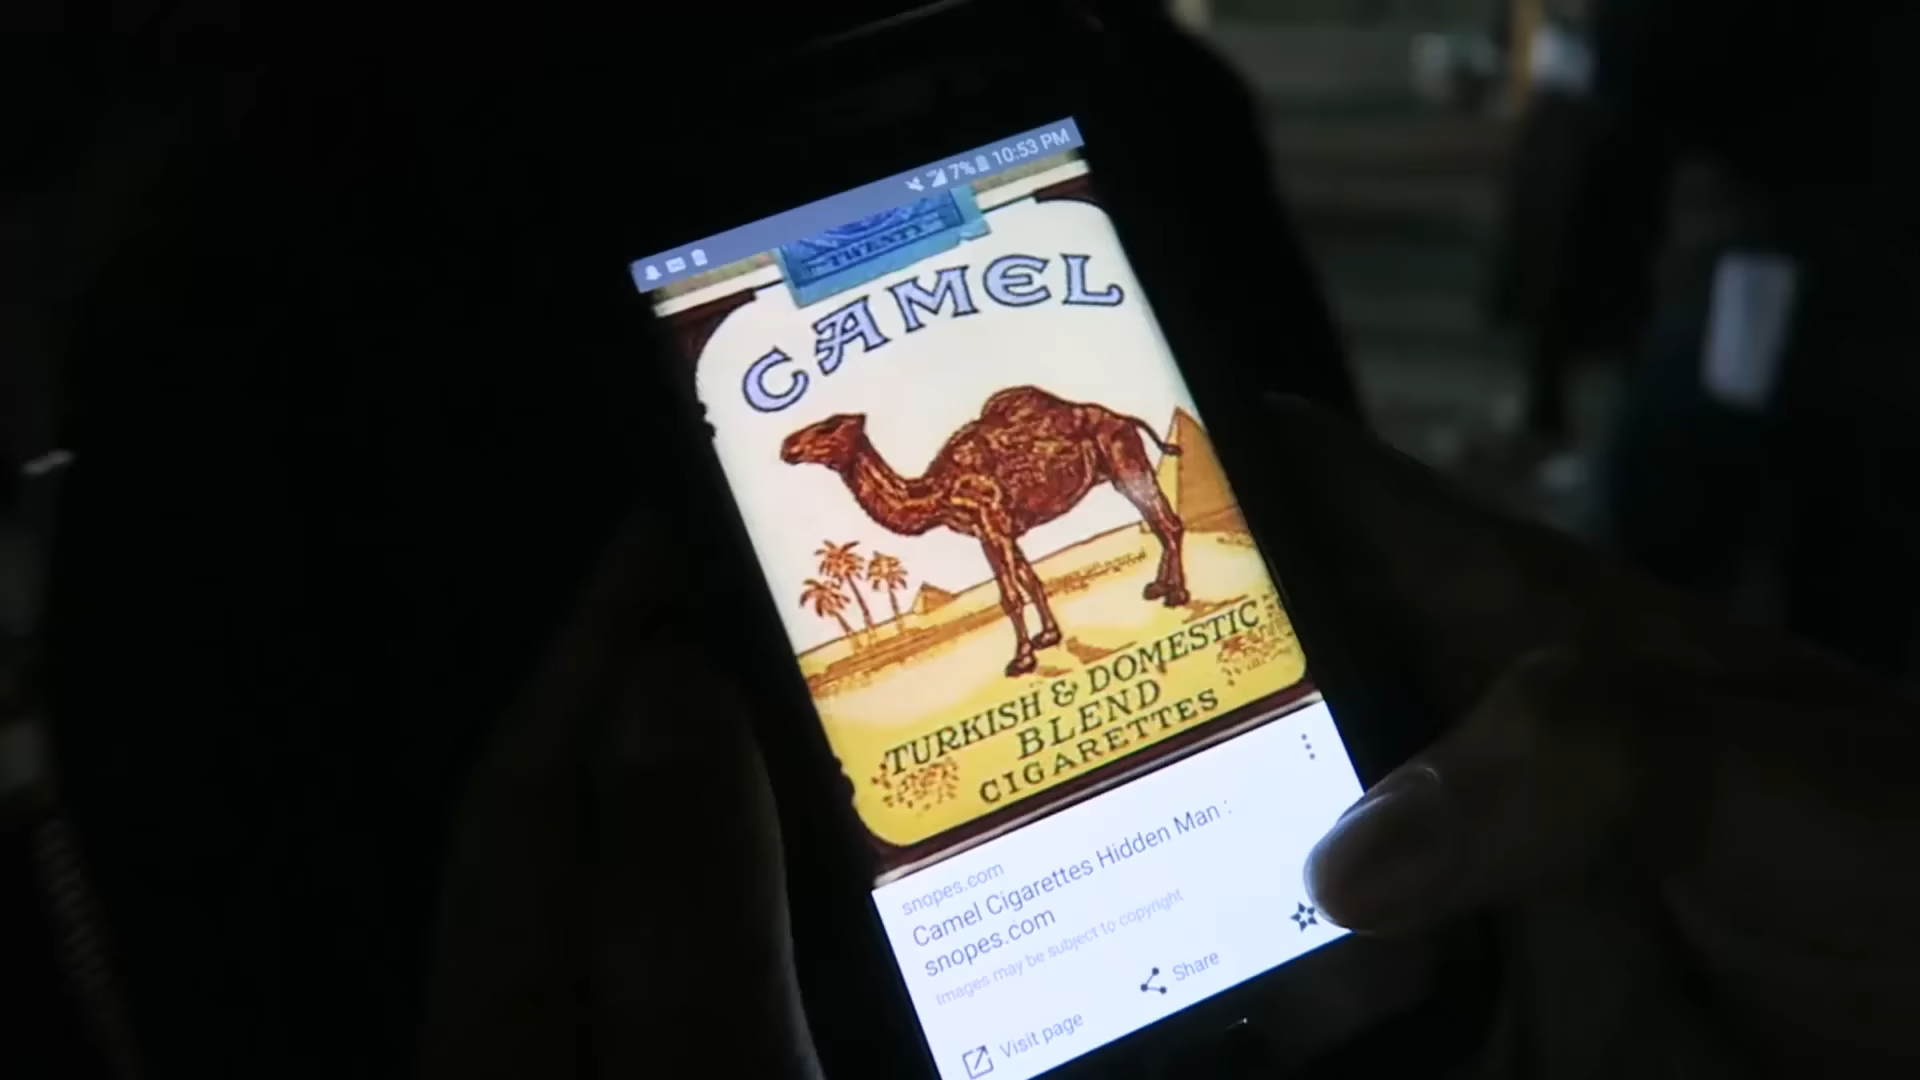 7% 10:53 PM
TWENTY
CAMEL
TURKISH & DOMESTIC
BLEND
CIGARETTES
snopes.com
Camel Cigarettes Hidden Man :
snopes.com
Images may be subject to copyright
Visit page
Share